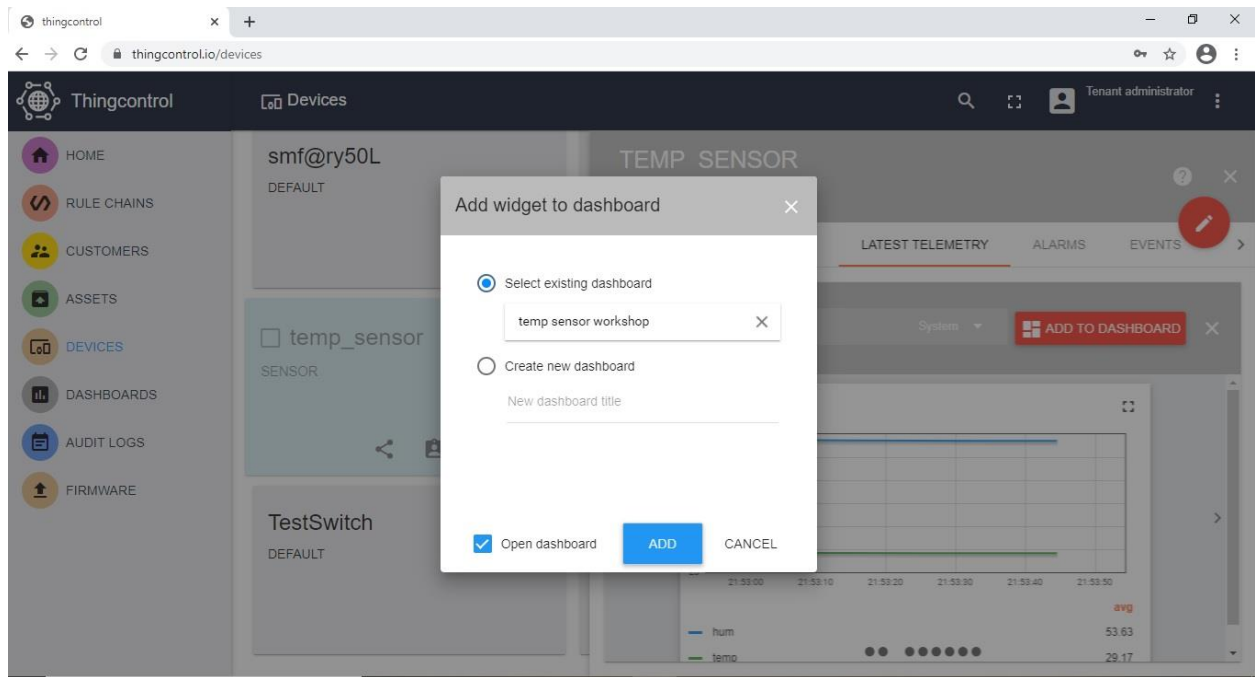 thingcontrol
thingcontrol.io/devices
Thingcontrol
Devices
Tenant administrator
HOME
RULE CHAINS
CUSTOMERS
ASSETS
DEVICES
DASHBOARDS
AUDIT LOGS
FIRMWARE
smf@ry50L
DEFAULT
temp_sensor
SENSOR
TestSwitch
DEFAULT
TEMP_SENSOR
LATEST TELEMETRY
ALARMS
EVENTS
System
ADD TO DASHBOARD
Add widget to dashboard
Select existing dashboard
temp sensor workshop
Create new dashboard
New dashboard title
Open dashboard
ADD
CANCEL
21:53:00 21:53:10 21:53:20 21:53:30 21:53:40 21:53:50
avg
hum 53.63
temp 29.17